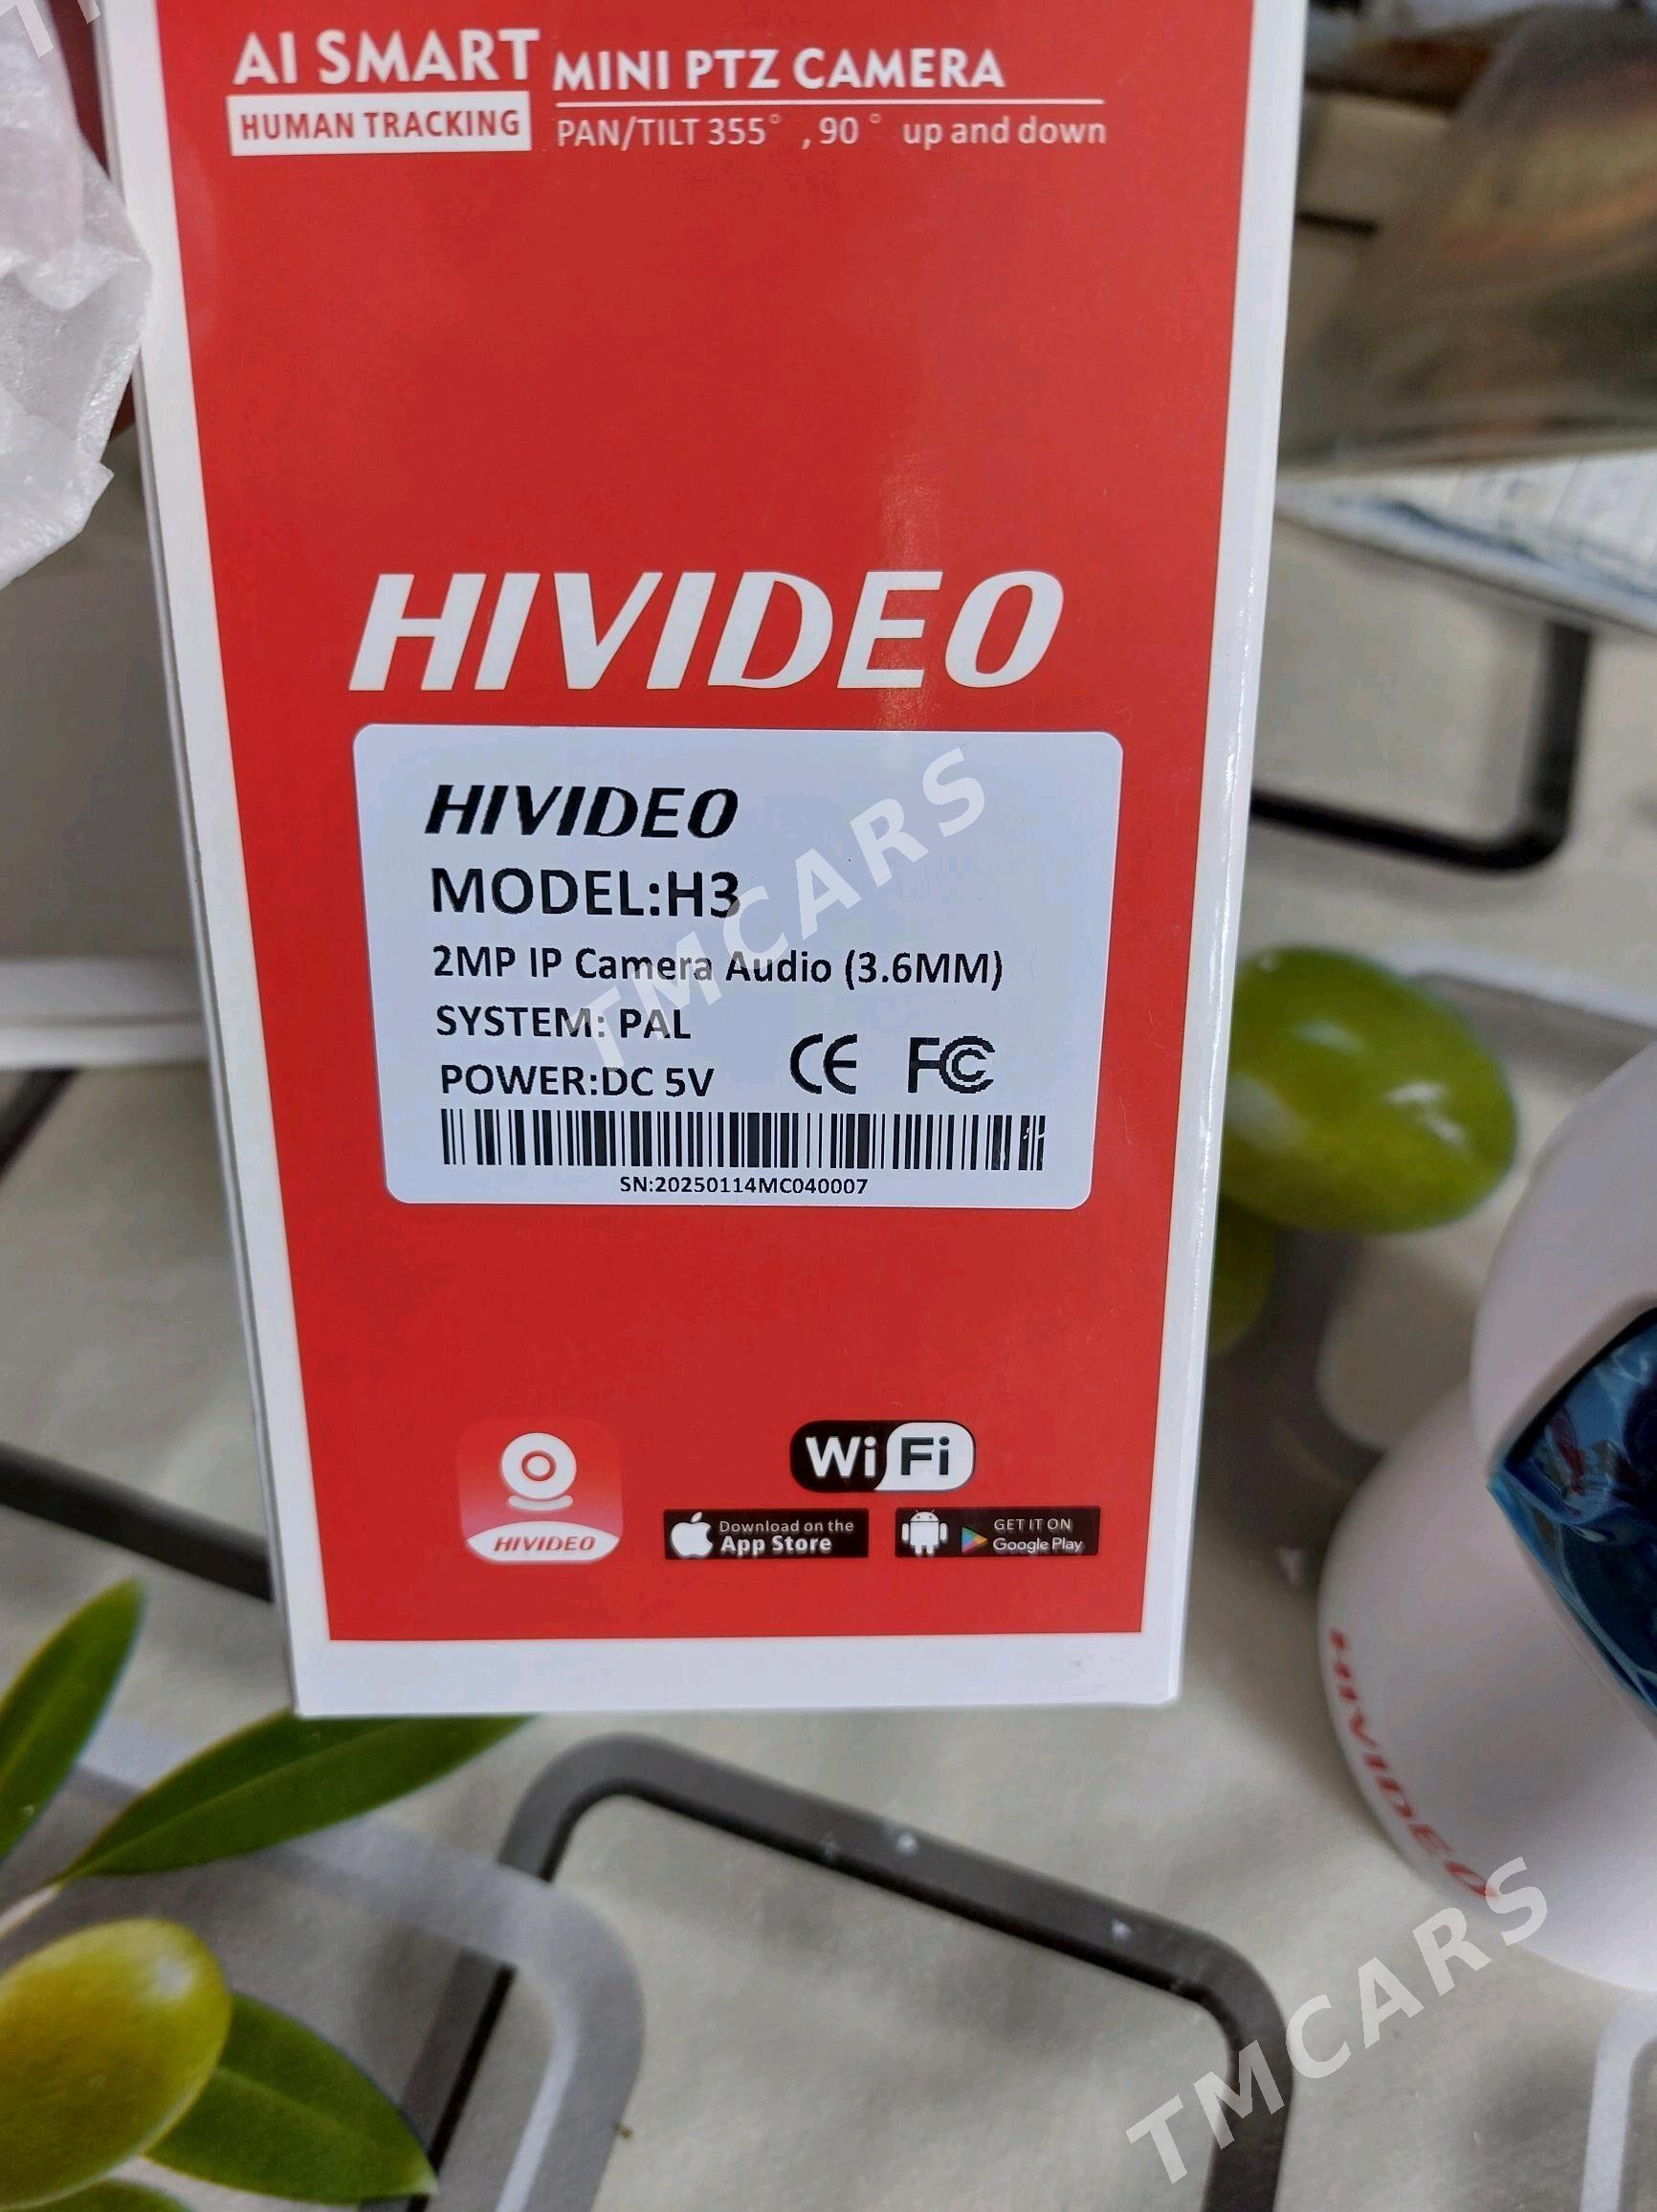 AI SMART
HUMAN TRACKING
MINI PTZ CAMERA
PAN/TILT 355° , 90° up and down
HIVIDEO
HIVIDEO
MODEL:H3
2MP IP Camera Audio (3.6MM)
SYSTEM: PAL
POWER:DC 5V
CE FC
SN:20250114MC040007
WiFi
HIVIDEO
Download on the
App Store
GET IT ON
Google Play
HIVIDEO
TMCARS
TMCARS